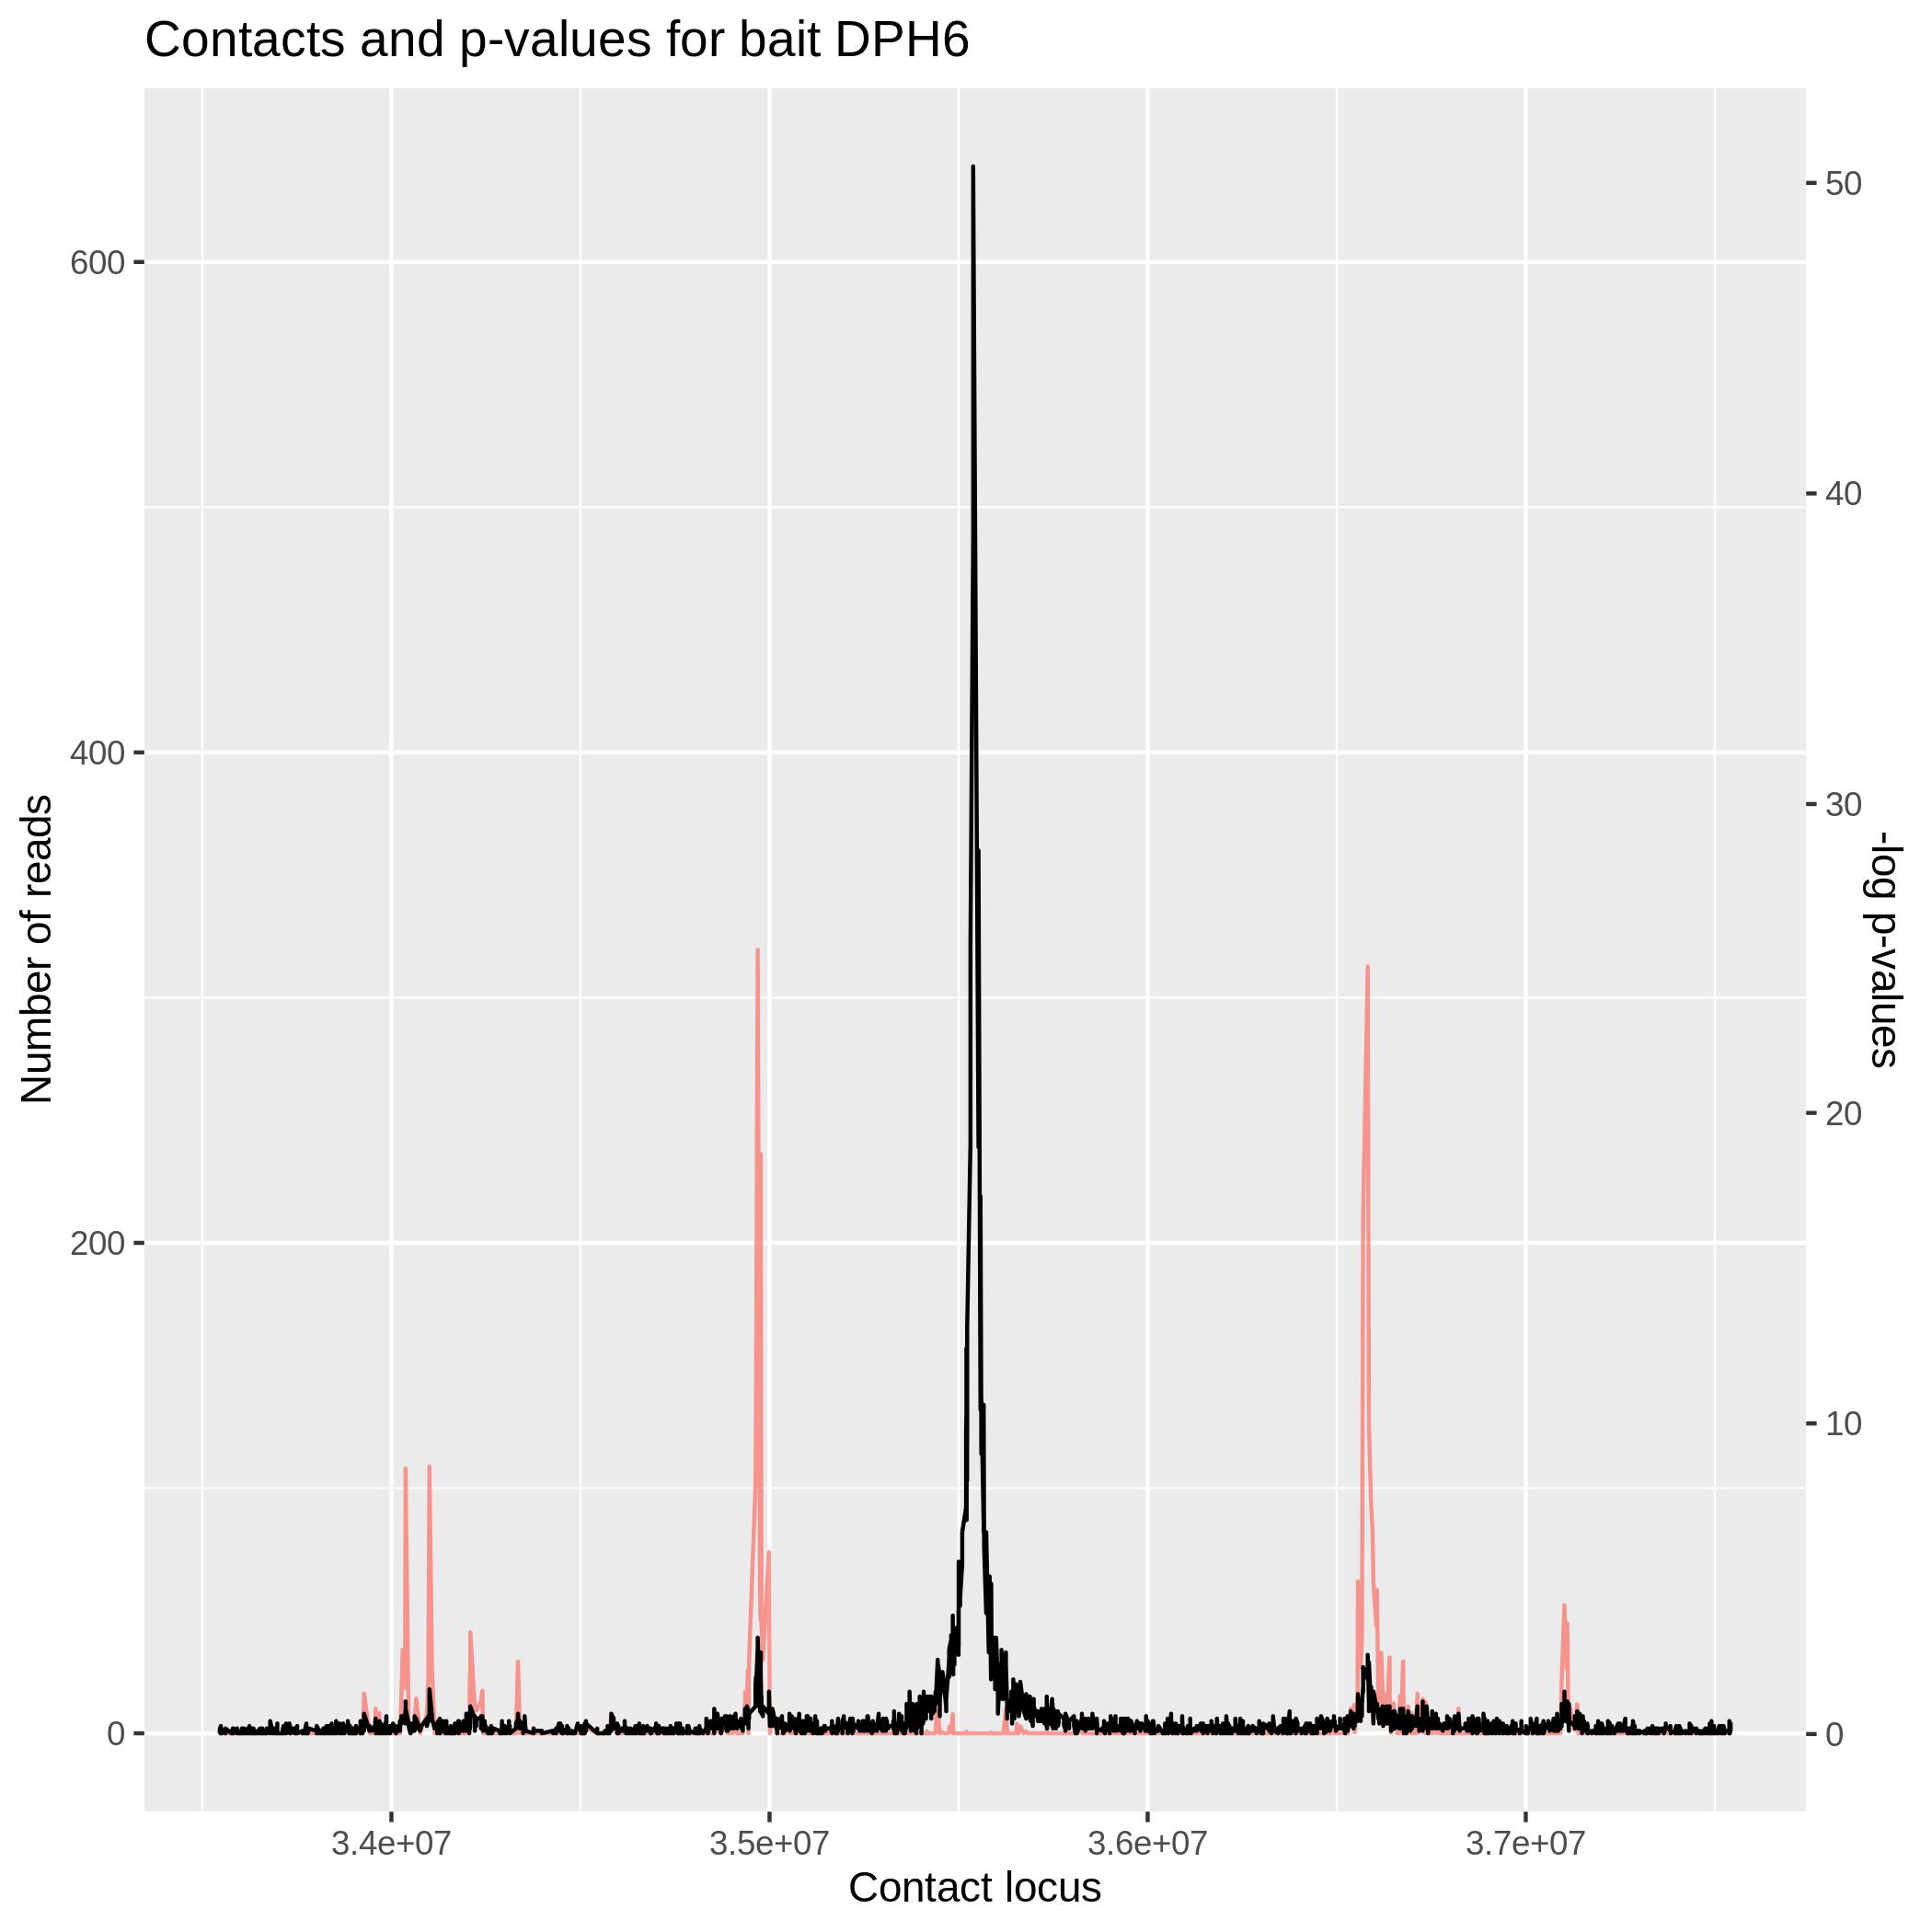 Contacts and p-values for bait DPH6
Number of reads
600
400
200
0
50
40
30
20
10
0
-log p-values
3.4e+07
3.5e+07
3.6e+07
3.7e+07
Contact locus